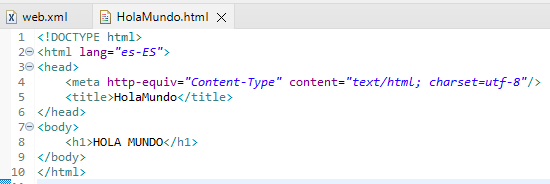 web.xml HolaMundo.html
1 <!DOCTYPE html>
2 <html lang="es-ES">
3 <head>
4 <meta http-equiv="Content-Type" content="text/html; charset=utf-8"/>
5 <title>HolaMundo</title>
6 </head>
7 <body>
8 <h1>HOLA MUNDO</h1>
9 </body>
10 </html>